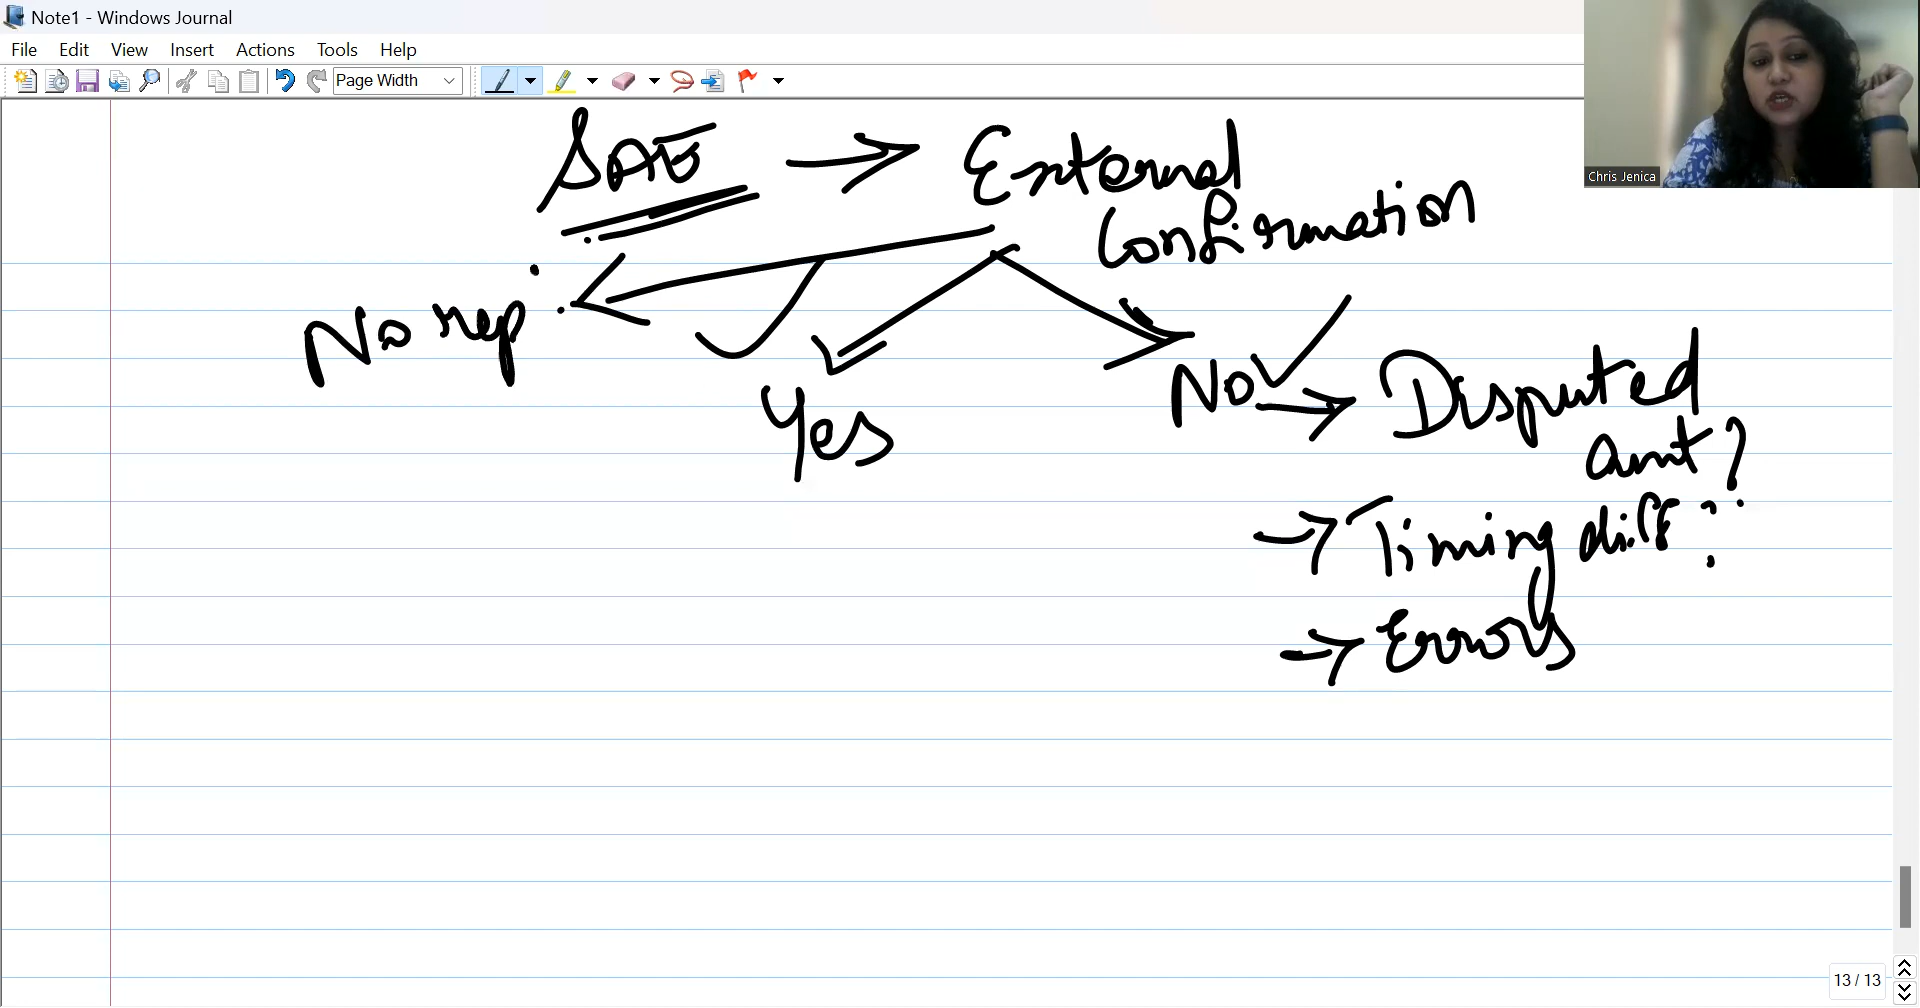 Note1 - Windows Journal
File Edit View Insert Actions Tools Help
Page Width
Chris Jenica
SAE → External
Confirmation
No rep
Yes
No → Disputed
amt?
→ Timing diff?
→ Errors
13 / 13